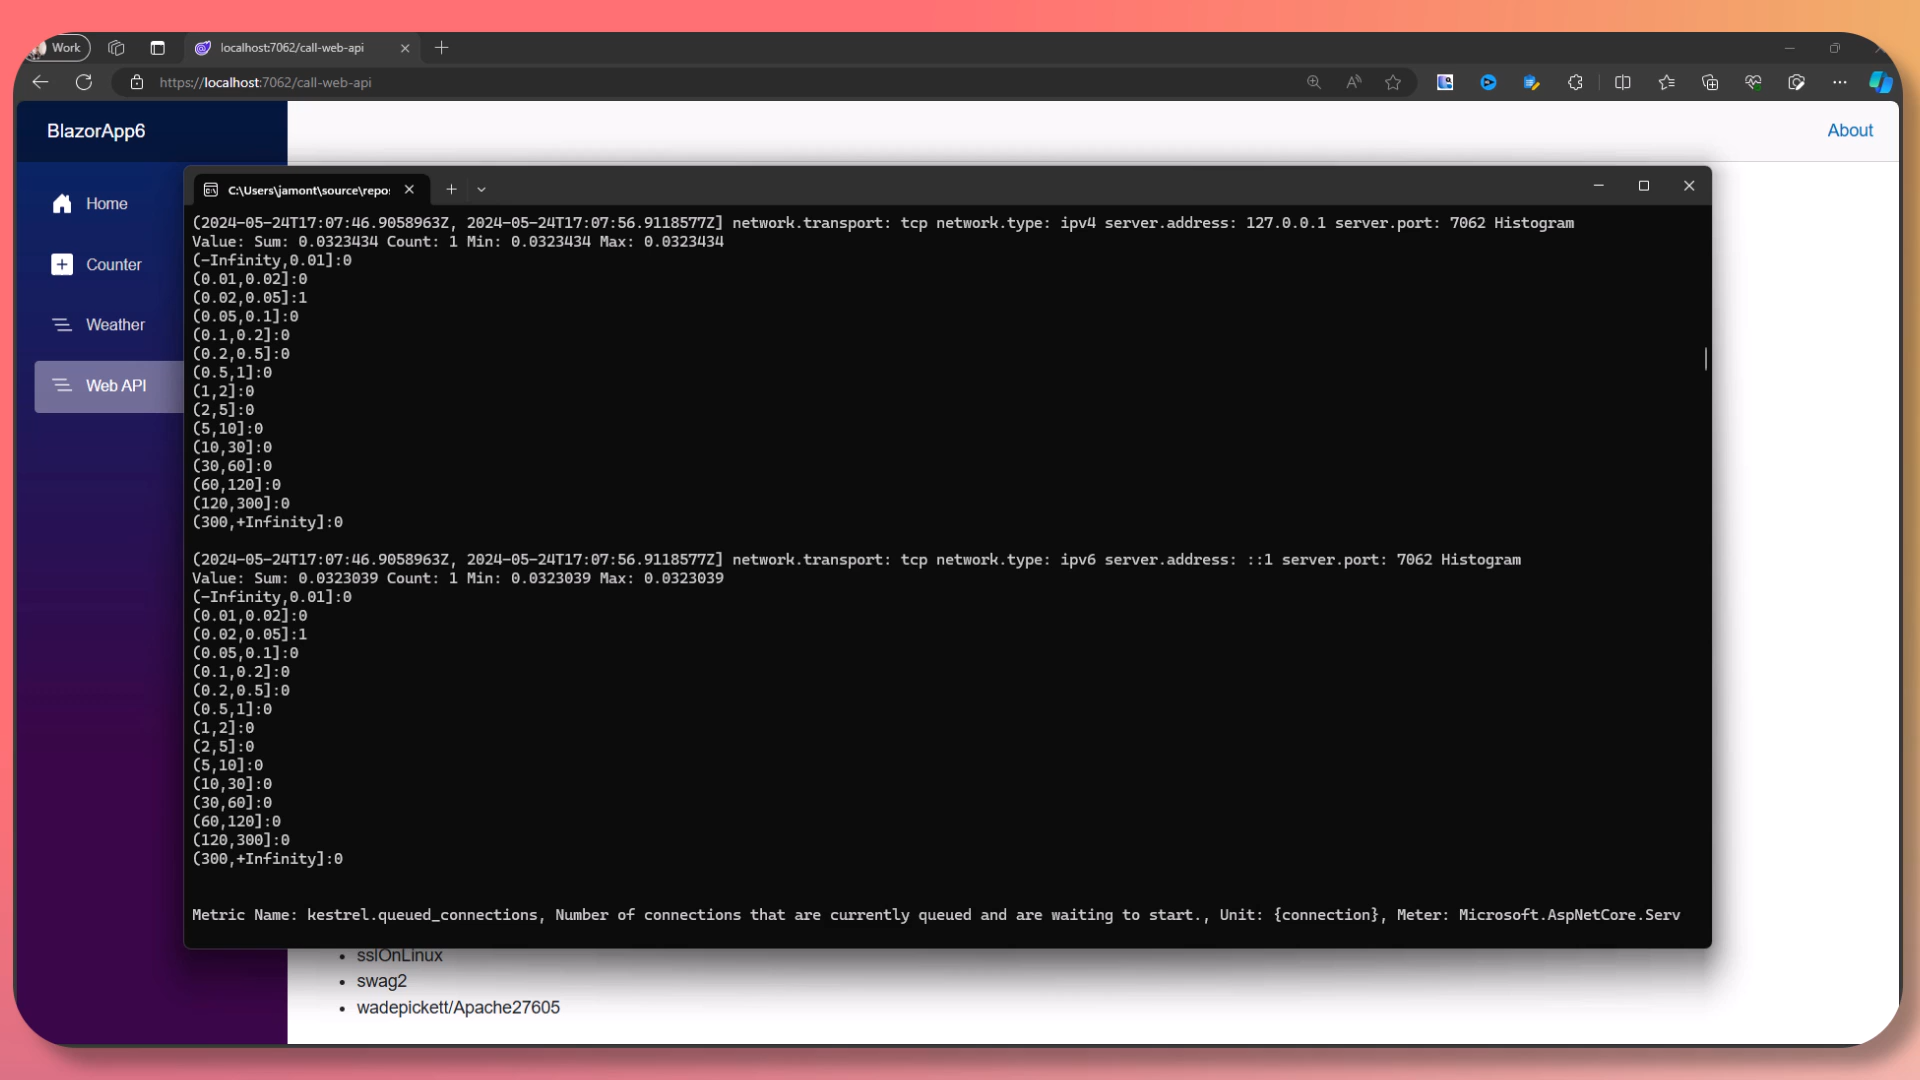 Work
localhost:7062/call-web-api
https://localhost:7062/call-web-api
BlazorApp6
About
Home
Counter
Weather
Web API
C:\Users\jamont\source\repo
(2024-05-24T17:07:46.9058963Z, 2024-05-24T17:07:56.9118577Z] network.transport: tcp network.type: ipv4 server.address: 127.0.0.1 server.port: 7062 Histogram
Value: Sum: 0.0323434 Count: 1 Min: 0.0323434 Max: 0.0323434
(-Infinity,0.01]:0
(0.01,0.02]:0
(0.02,0.05]:1
(0.05,0.1]:0
(0.1,0.2]:0
(0.2,0.5]:0
(0.5,1]:0
(1,2]:0
(2,5]:0
(5,10]:0
(10,30]:0
(30,60]:0
(60,120]:0
(120,300]:0
(300,+Infinity]:0
(2024-05-24T17:07:46.9058963Z, 2024-05-24T17:07:56.9118577Z] network.transport: tcp network.type: ipv6 server.address: ::1 server.port: 7062 Histogram
Value: Sum: 0.0323039 Count: 1 Min: 0.0323039 Max: 0.0323039
(-Infinity,0.01]:0
(0.01,0.02]:0
(0.02,0.05]:1
(0.05,0.1]:0
(0.1,0.2]:0
(0.2,0.5]:0
(0.5,1]:0
(1,2]:0
(2,5]:0
(5,10]:0
(10,30]:0
(30,60]:0
(60,120]:0
(120,300]:0
(300,+Infinity]:0
Metric Name: kestrel.queued_connections, Number of connections that are currently queued and are waiting to start., Unit: {connection}, Meter: Microsoft.AspNetCore.Serv
• sslOnLinux
• swag2
• wadepickett/Apache27605